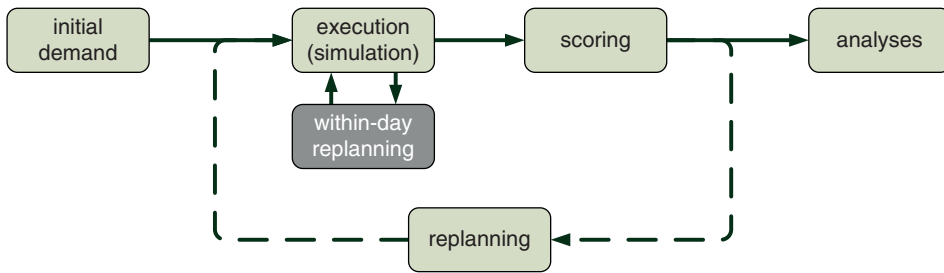 initial
demand
execution
(simulation)
scoring
analyses
within-day
replanning
replanning